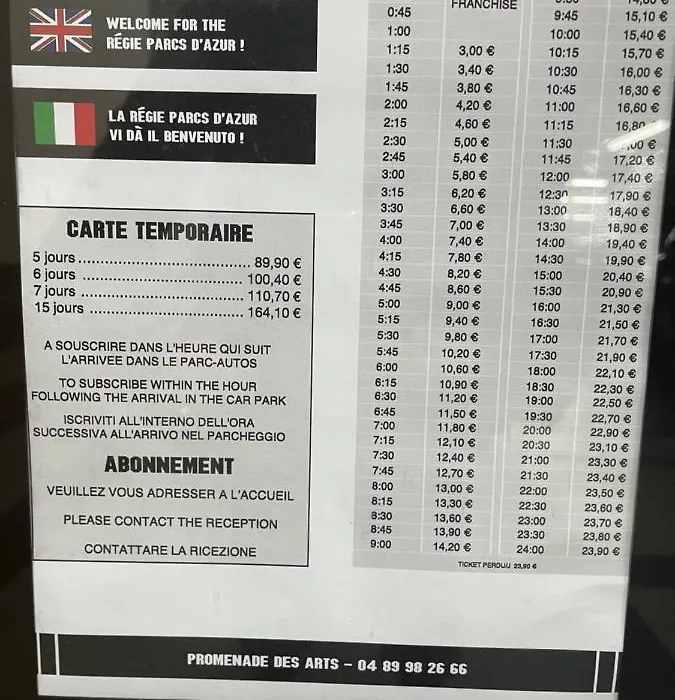 WELCOME FOR THE
RÉGIE PARCS D'AZUR !
LA RÉGIE PARCS D'AZUR
VI DÀ IL BENVENUTO !
CARTE TEMPORAIRE
5 jours .......................................... 89,90 €
6 jours ....................................... 100,40 €
7 jours ....................................... 110,70 €
15 jours ..................................... 164,10 €
A SOUSCRIRE DANS L'HEURE QUI SUIT
L'ARRIVEE DANS LE PARC-AUTOS
TO SUBSCRIBE WITHIN THE HOUR
FOLLOWING THE ARRIVAL IN THE CAR PARK
ISCRIVITI ALL'INTERNO DELL'ORA
SUCCESSIVA ALL'ARRIVO NEL PARCHEGGIO
ABONNEMENT
VEUILLEZ VOUS ADRESSER A L'ACCUEIL
PLEASE CONTACT THE RECEPTION
CONTATTARE LA RICEZIONE
FRANCHISE
0:45
1:00
1:15 3,00 €
1:30 3,40 €
1:45 3,80 €
2:00 4,20 €
2:15 4,60 €
2:30 5,00 €
2:45 5,40 €
3:00 5,80 €
3:15 6,20 €
3:30 6,60 €
3:45 7,00 €
4:00 7,40 €
4:15 7,80 €
4:30 8,20 €
4:45 8,60 €
5:00 9,00 €
5:15 9,40 €
5:30 9,80 €
5:45 10,20 €
6:00 10,60 €
6:15 10,90 €
6:30 11,20 €
6:45 11,50 €
7:00 11,80 €
7:15 12,10 €
7:30 12,40 €
7:45 12,70 €
8:00 13,00 €
8:15 13,30 €
8:30 13,60 €
8:45 13,90 €
9:00 14,20 €
9:45 15,10 €
10:00 15,40 €
10:15 15,70 €
10:30 16,00 €
10:45 16,30 €
11:00 16,60 €
11:15 16,80
11:30
11:45 17,20 €
12:00 17,40 €
12:30 17,90 €
13:00 18,40 €
13:30 18,90 €
14:00 19,40 €
14:30 19,90 €
15:00 20,40 €
15:30 20,90 €
16:00 21,30 €
16:30 21,50 €
17:00 21,70 €
17:30 21,90 €
18:00 22,10 €
18:30 22,30 €
19:00 22,50 €
19:30 22,70 €
20:00 22,90 €
20:30 23,10 €
21:00 23,30 €
21:30 23,40 €
22:00 23,50 €
22:30 23,60 €
23:00 23,70 €
23:30 23,80 €
24:00 23,90 €
TICKET PERDUU 23,90 €
PROMENADE DES ARTS – 04 89 98 26 66